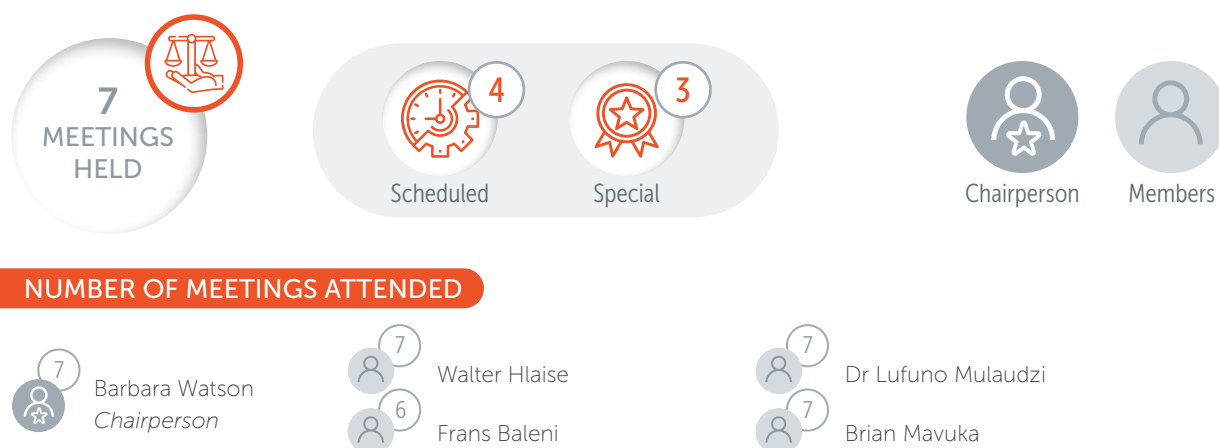 7
MEETINGS
HELD
4
Scheduled
3
Special
Chairperson
Members
NUMBER OF MEETINGS ATTENDED
7
Barbara Watson
Chairperson
7
Walter Hlaise
6
Frans Baleni
7
Dr Lufuno Mulaudzi
7
Brian Mavuka